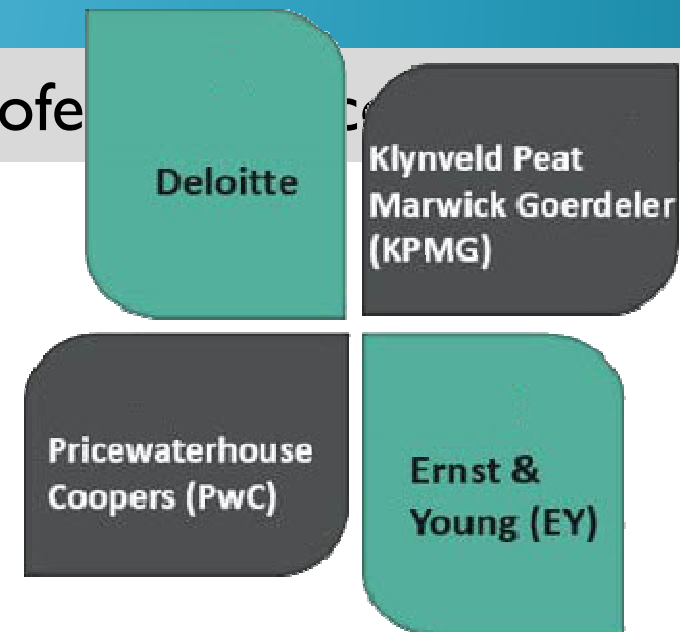 Deloitte
Klynveld Peat
Marwick Goerdeler
(KPMG)
Pricewaterhouse
Coopers (PwC)
Ernst &
Young (EY)